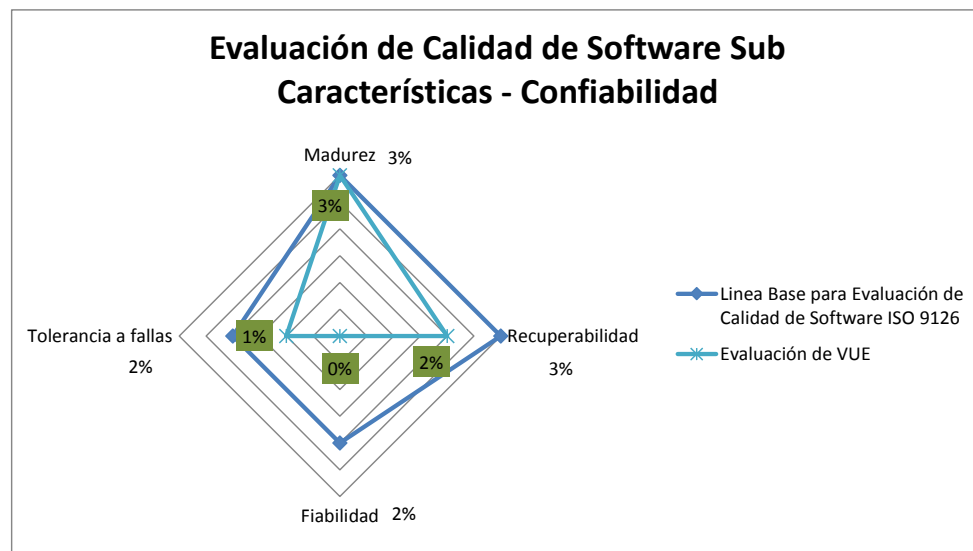 Evaluación de Calidad de Software Sub
Características - Confiabilidad
Madurez 3%
3%
Tolerancia a fallas
2%
1%
0%
2%
Recuperabilidad
3%
Fiabilidad 2%
Linea Base para Evaluación de
Calidad de Software ISO 9126
Evaluación de VUE